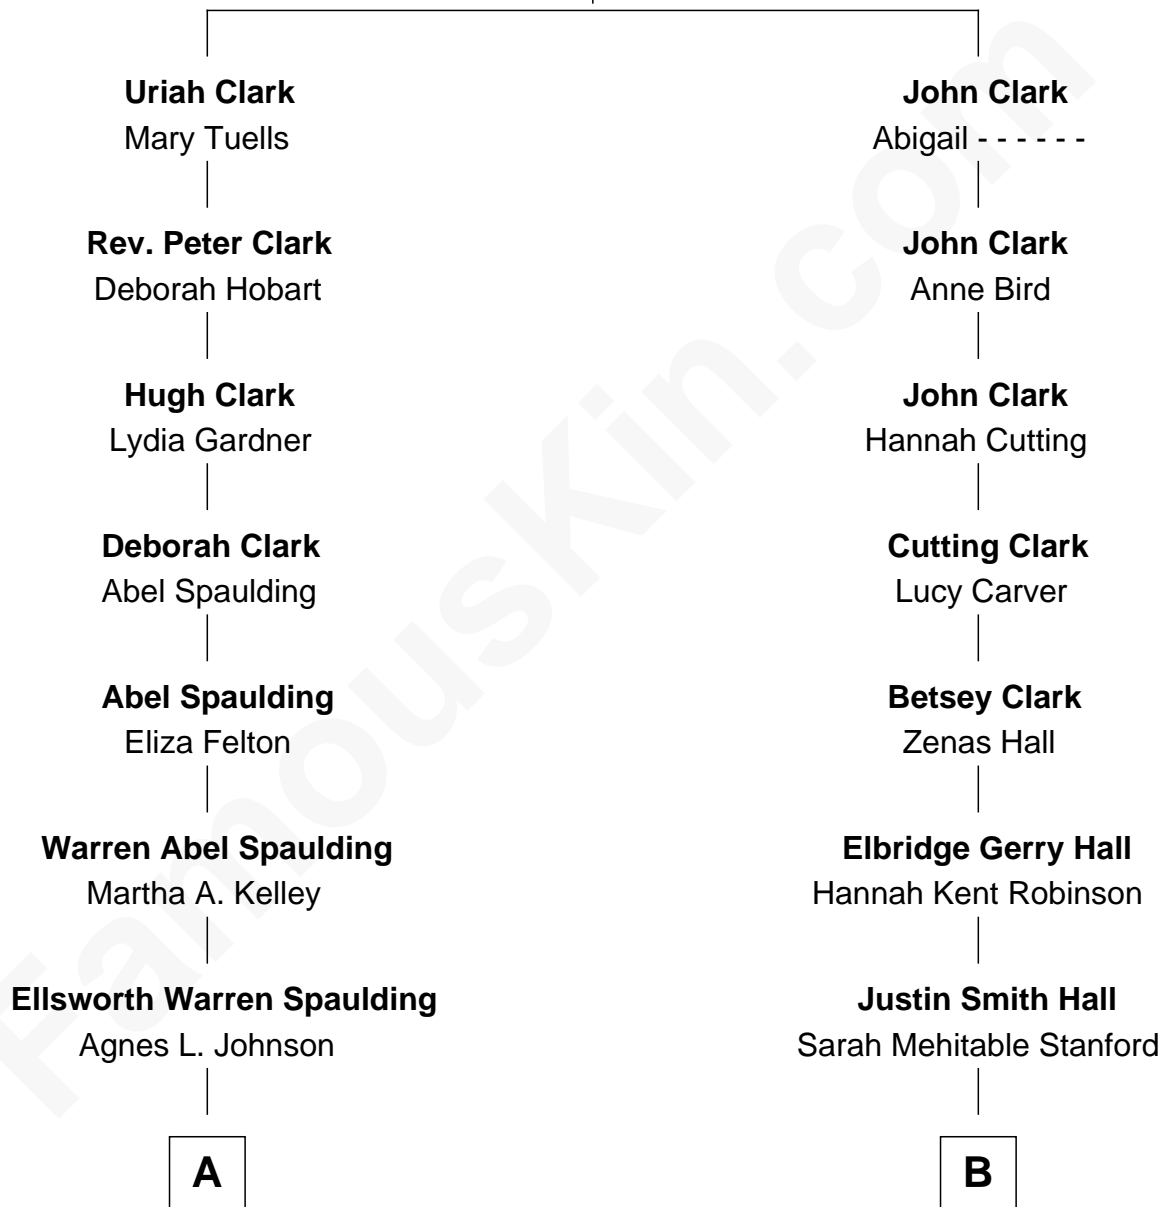 Uriah Clark
Mary Tuells
Rev. Peter Clark
Deborah Hobart
Hugh Clark
Lydia Gardner
Deborah Clark
Abel Spaulding
Abel Spaulding
Eliza Felton
Warren Abel Spaulding
Martha A. Kelley
Ellsworth Warren Spaulding
Agnes L. Johnson
A
John Clark
Abigail - - - - - -
John Clark
Anne Bird
John Clark
Hannah Cutting
Cutting Clark
Lucy Carver
Betsey Clark
Zenas Hall
Elbridge Gerry Hall
Hannah Kent Robinson
Justin Smith Hall
Sarah Mehitable Stanford
B
FamousKin.com